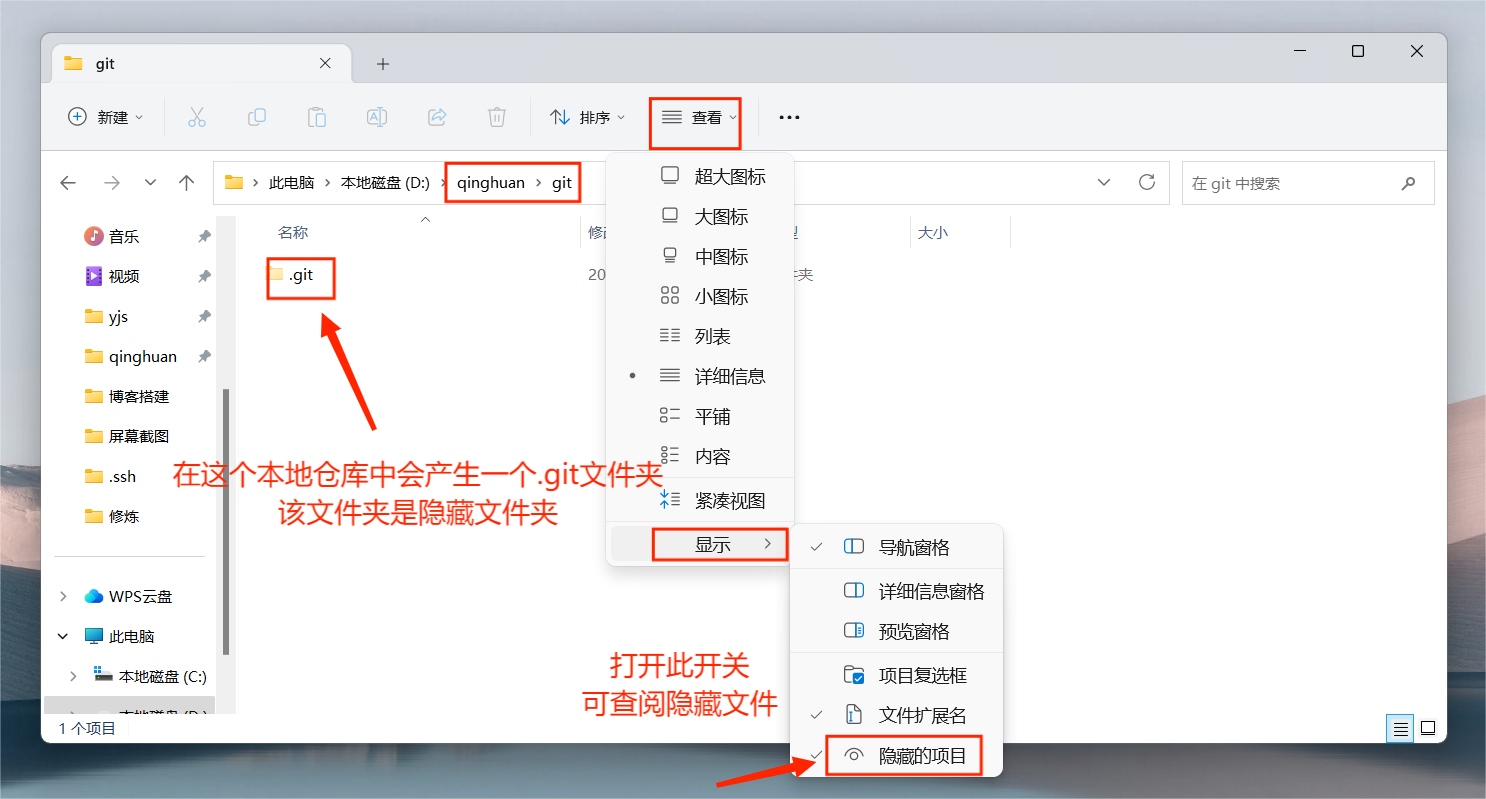 git
新建
排序
查看
此电脑
本地磁盘 (D:)
qinghuan
git
在 git 中搜索
名称
大小
.git
20
音乐
视频
yjs
qinghuan
博客搭建
屏幕截图
.ssh
修炼
WPS云盘
此电脑
本地磁盘 (C:)
本地磁盘 (D:)
1 个项目
超大图标
大图标
中图标
小图标
列表
详细信息
平铺
内容
紧凑视图
显示
导航窗格
详细信息窗格
预览窗格
项目复选框
文件扩展名
隐藏的项目
在这个本地仓库中会产生一个.git文件夹
该文件夹是隐藏文件夹
打开此开关
可查阅隐藏文件